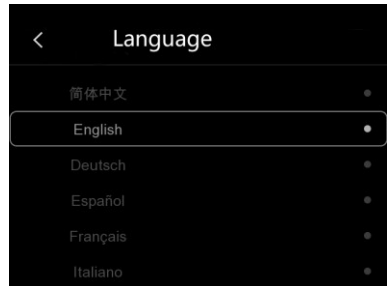 Language
简体中文
English
Deutsch
Español
Français
Italiano